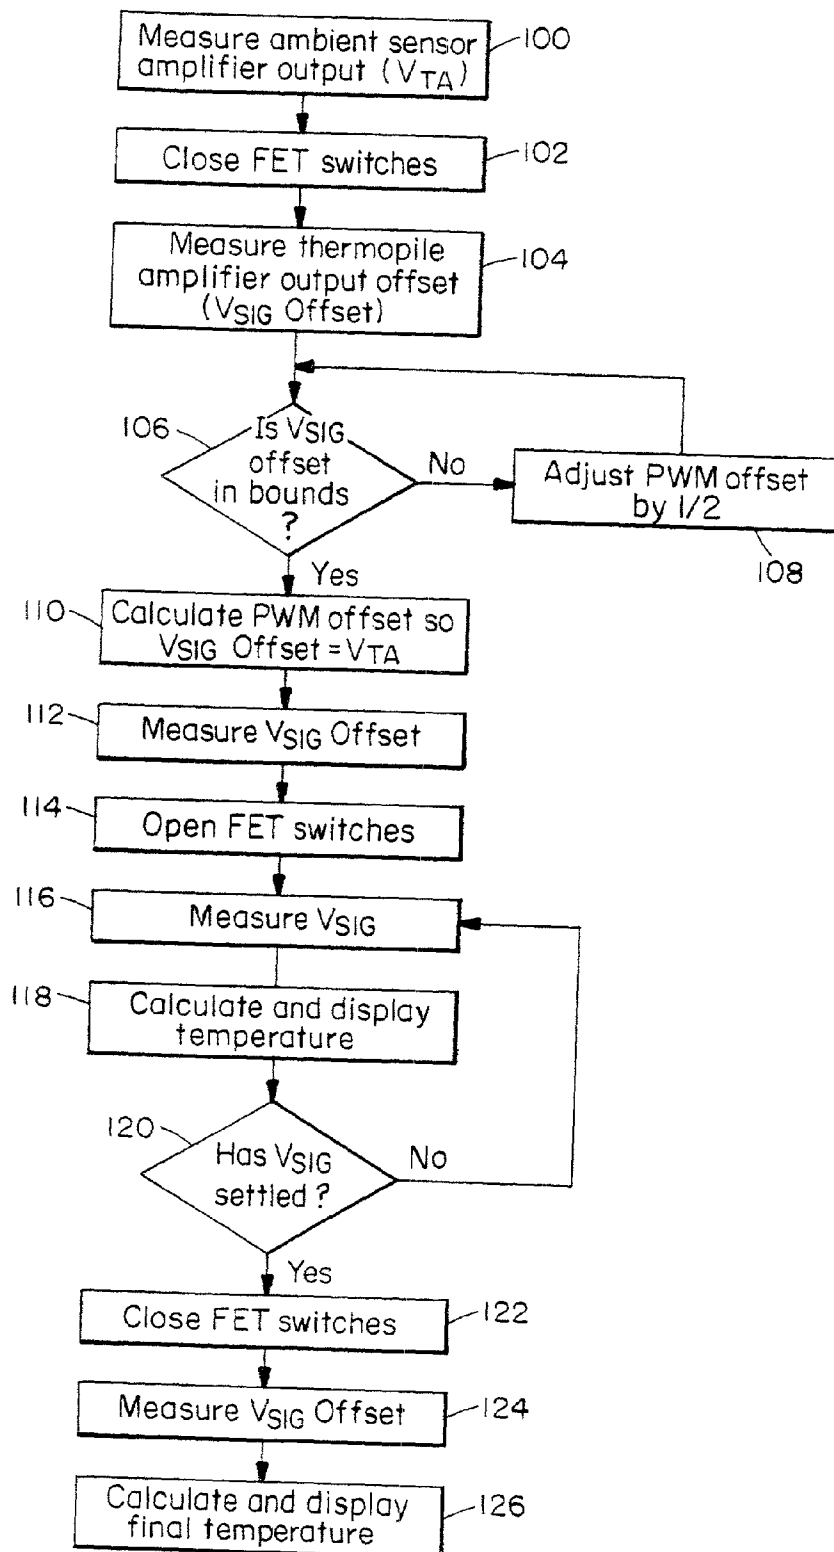 Measure ambient sensor
amplifier output (VTA)
100
Close FET switches
102
Measure thermopile
amplifier output offset
(VSIG Offset)
104
106
Is VSIG
offset
in bounds
?
No
Adjust PWM offset
by 1/2
108
Yes
110
Calculate PWM offset so
VSIG Offset = VTA
112
Measure VSIG Offset
114
Open FET switches
116
Measure VSIG
118
Calculate and display
temperature
120
Has VSIG
settled?
No
Yes
Close FET switches
122
Measure VSIG Offset
124
Calculate and display
final temperature
126